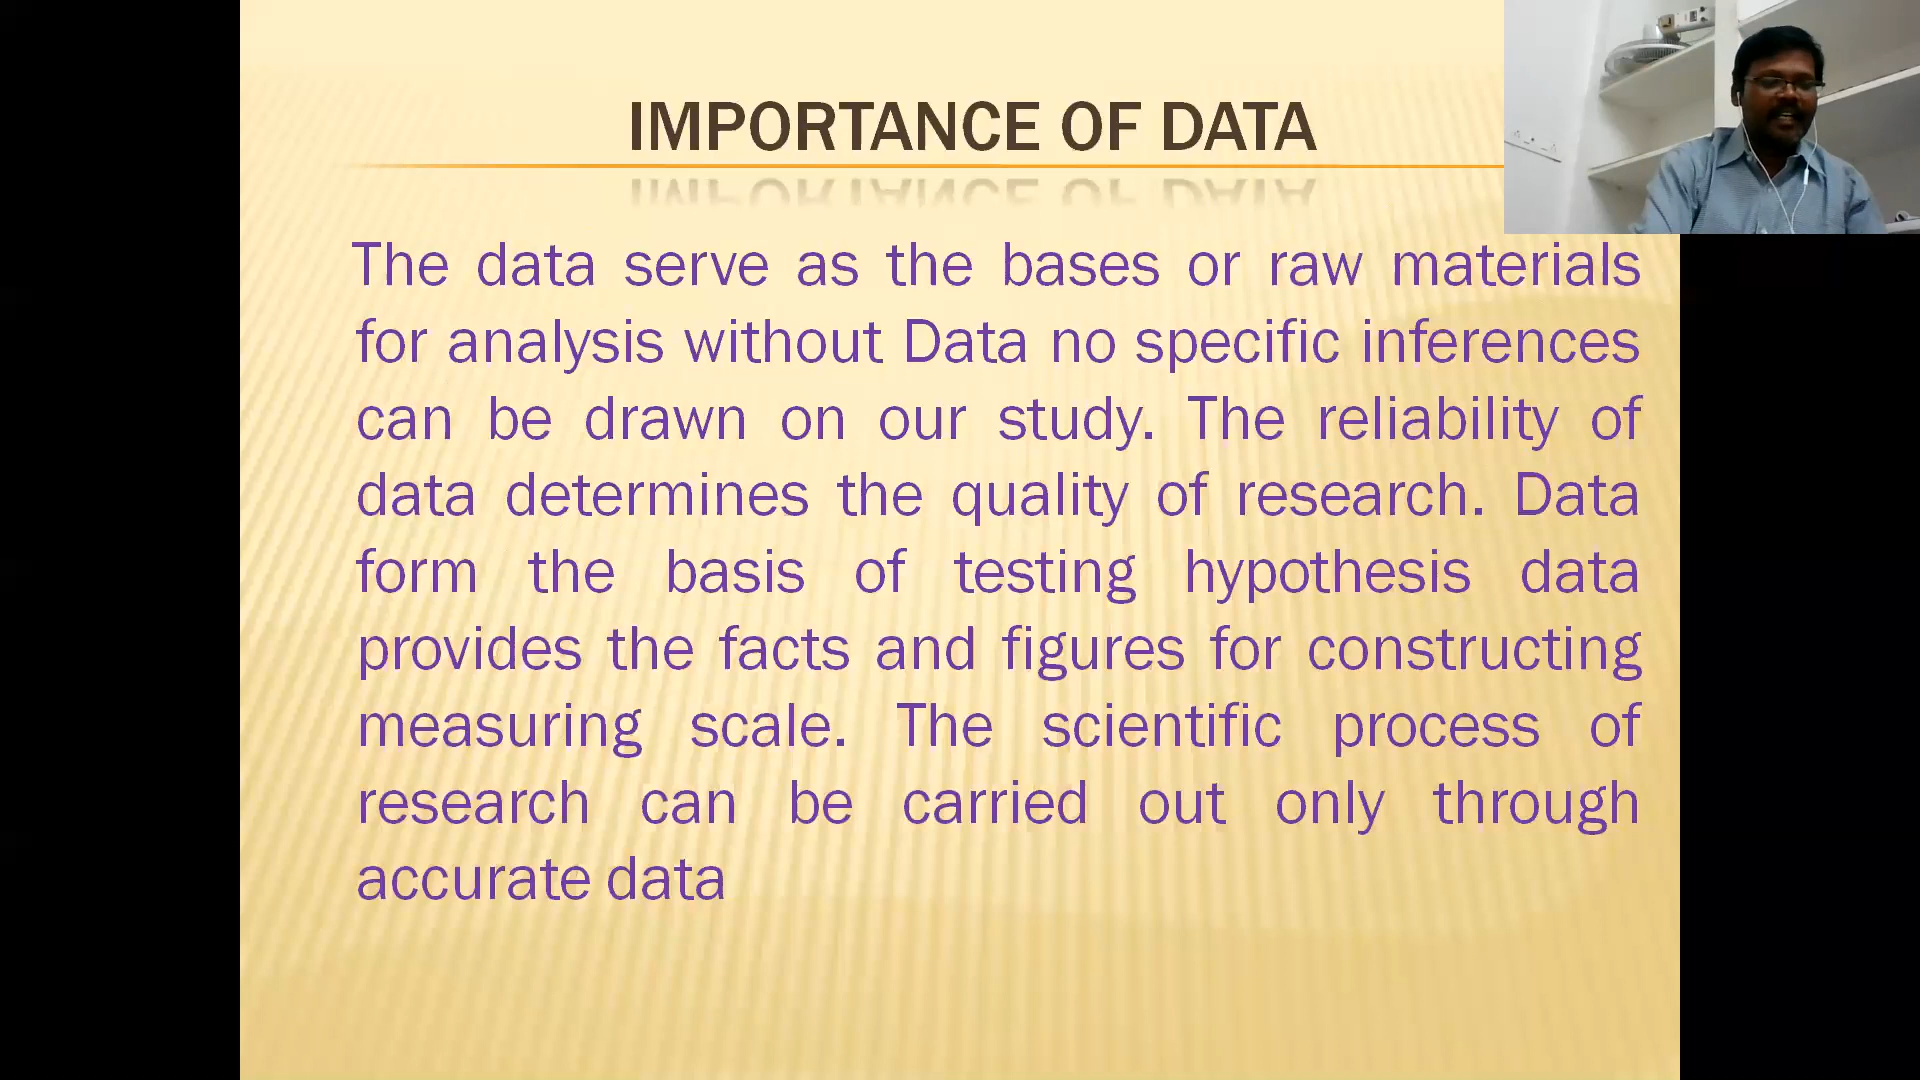 IMPORTANCE OF DATA
The data serve as the bases or raw materials
for analysis without Data no specific inferences
can be drawn on our study. The reliability of
data determines the quality of research. Data
form the basis of testing hypothesis data
provides the facts and figures for constructing
measuring scale. The scientific process of
research can be carried out only through
accurate data